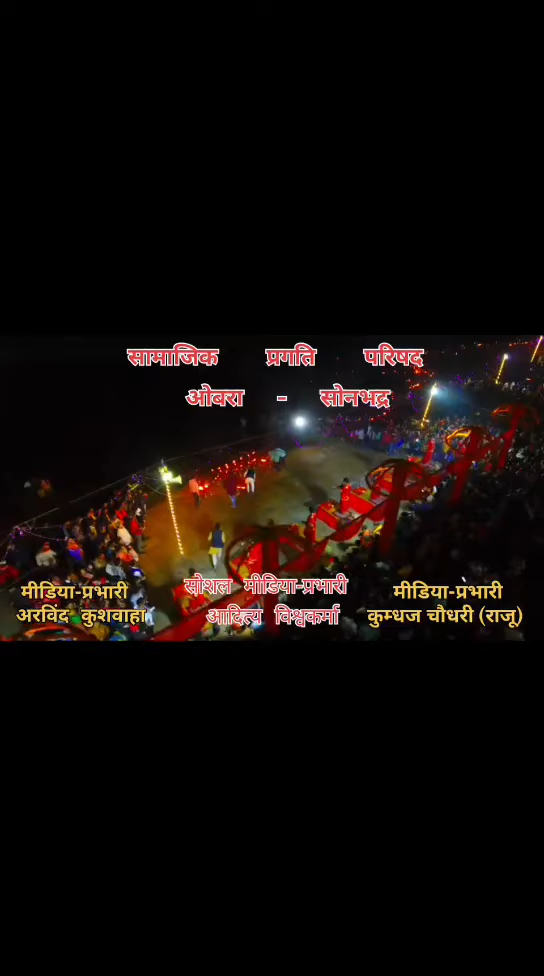 सामाजिक प्रगति परिषद
ओबरा - सोनभद्र
मीडिया-प्रभारी
अरविंद कुशवाहा
सोशल मीडिया-प्रभारी
आदित्य विश्वकर्मा
मीडिया-प्रभारी
कुम्धज चौधरी (राजू)